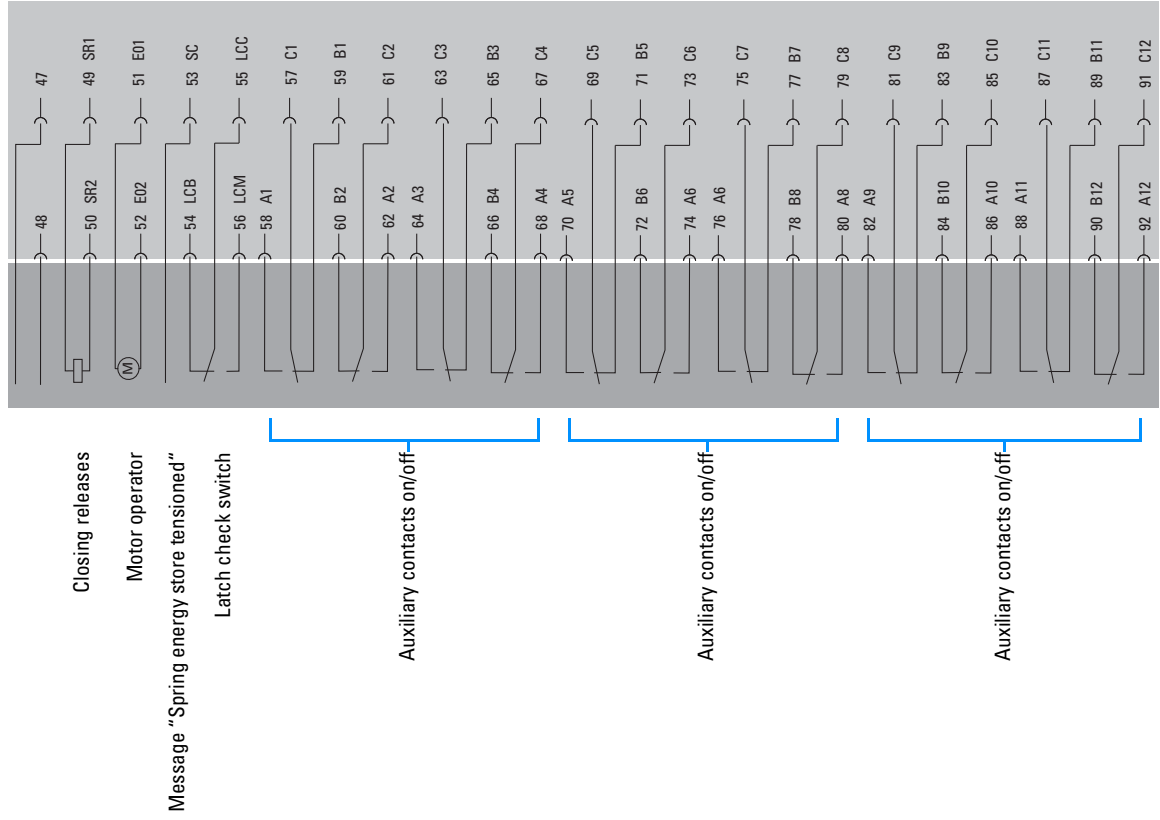 47
49 SR1
51 E01
53 SC
55 LCC
57 C1
59 B1
61 C2
63 C3
65 B3
67 C4
69 C5
71 B5
73 C6
75 C7
77 B7
79 C8
81 C9
83 B9
85 C10
87 C11
89 B11
91 C12
48
50 SR2
52 E02
54 LCB
56 LCM
58 A1
60 B2
62 A2
64 A3
66 B4
68 A4
70 A5
72 B6
74 A6
76 A6
78 B8
80 A8
82 A9
84 B10
86 A10
88 A11
90 B12
92 A12
M
Closing releases
Motor operator
Message “Spring energy store tensioned“
Latch check switch
Auxiliary contacts on/off
Auxiliary contacts on/off
Auxiliary contacts on/off